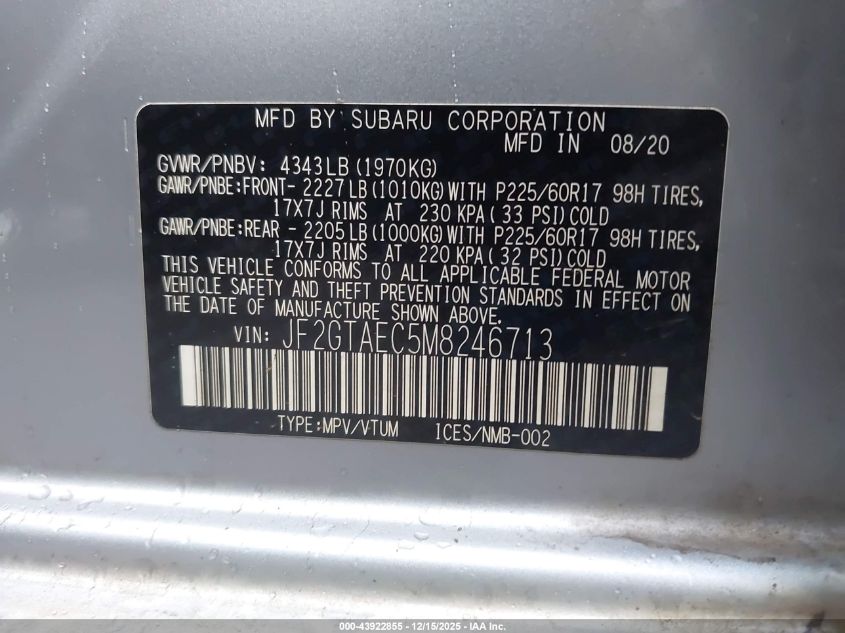 MFD BY SUBARU CORPORATION
MFD IN 08/20
GVWR/PNBV: 4343LB (1970KG)
GAWR/PNBE:FRONT- 2227 LB (1010KG) WITH P225/60R17 98H TIRES,
17X7J RIMS AT 230 KPA ( 33 PSI) COLD
GAWR/PNBE:REAR - 2205 LB (1000KG) WITH P225/60R17 98H TIRES,
17X7J RIMS AT 220 KPA ( 32 PSI) COLD
THIS VEHICLE CONFORMS TO ALL APPLICABLE FEDERAL MOTOR
VEHICLE SAFETY AND THEFT PREVENTION STANDARDS IN EFFECT ON
THE DATE OF MANUFACTURE SHOWN ABOVE.
VIN: JF2GTAEC5M8246713
TYPE:MPV/VTUM ICES/NMB-002
000-43922855 - 12/15/2025 - IAA Inc.